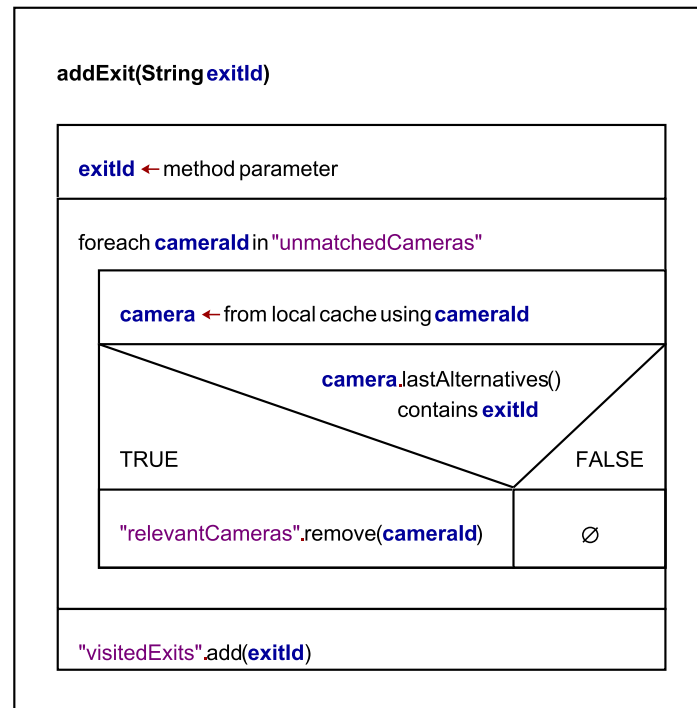 addExit(String exitId)
exitId ← method parameter
foreach cameraId in "unmatchedCameras"
camera ← from local cache using cameraId
camera.lastAlternatives()
contains exitId
TRUE
FALSE
"relevantCameras".remove(cameraId)
∅
"visitedExits".add(exitId)